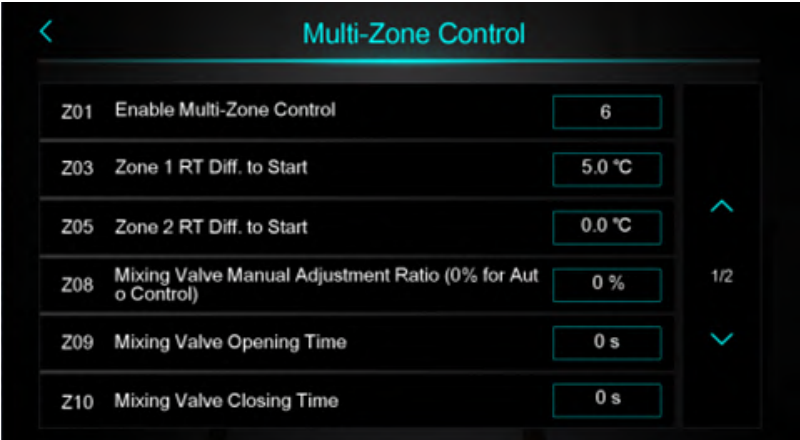 Multi-Zone Control
Z01 Enable Multi-Zone Control 6
Z03 Zone 1 RT Diff. to Start 5.0 °C
Z05 Zone 2 RT Diff. to Start 0.0 °C
Z08 Mixing Valve Manual Adjustment Ratio (0% for Aut
o Control) 0 %
1/2
Z09 Mixing Valve Opening Time 0 s
Z10 Mixing Valve Closing Time 0 s